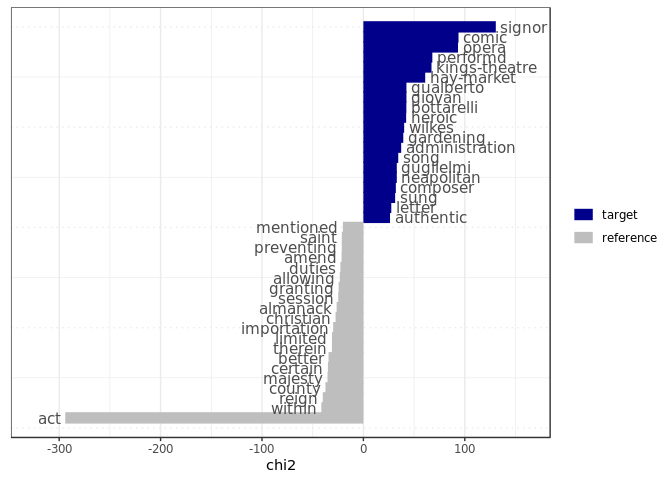 signor
comic
opera
performd
kings-theatre
hay-market
gualberto
giovan
bottarelli
heroic
wilkes
gardening
administration
song
guglielmi
neapolitan
composer
sung
letter
authentic
mentioned
saint
preventing
amend
duties
allowing
granting
session
almanack
christian
importation
limited
therein
better
certain
majesty
county
reign
within
act
target
reference
-300 -200 -100 0 100
chi2